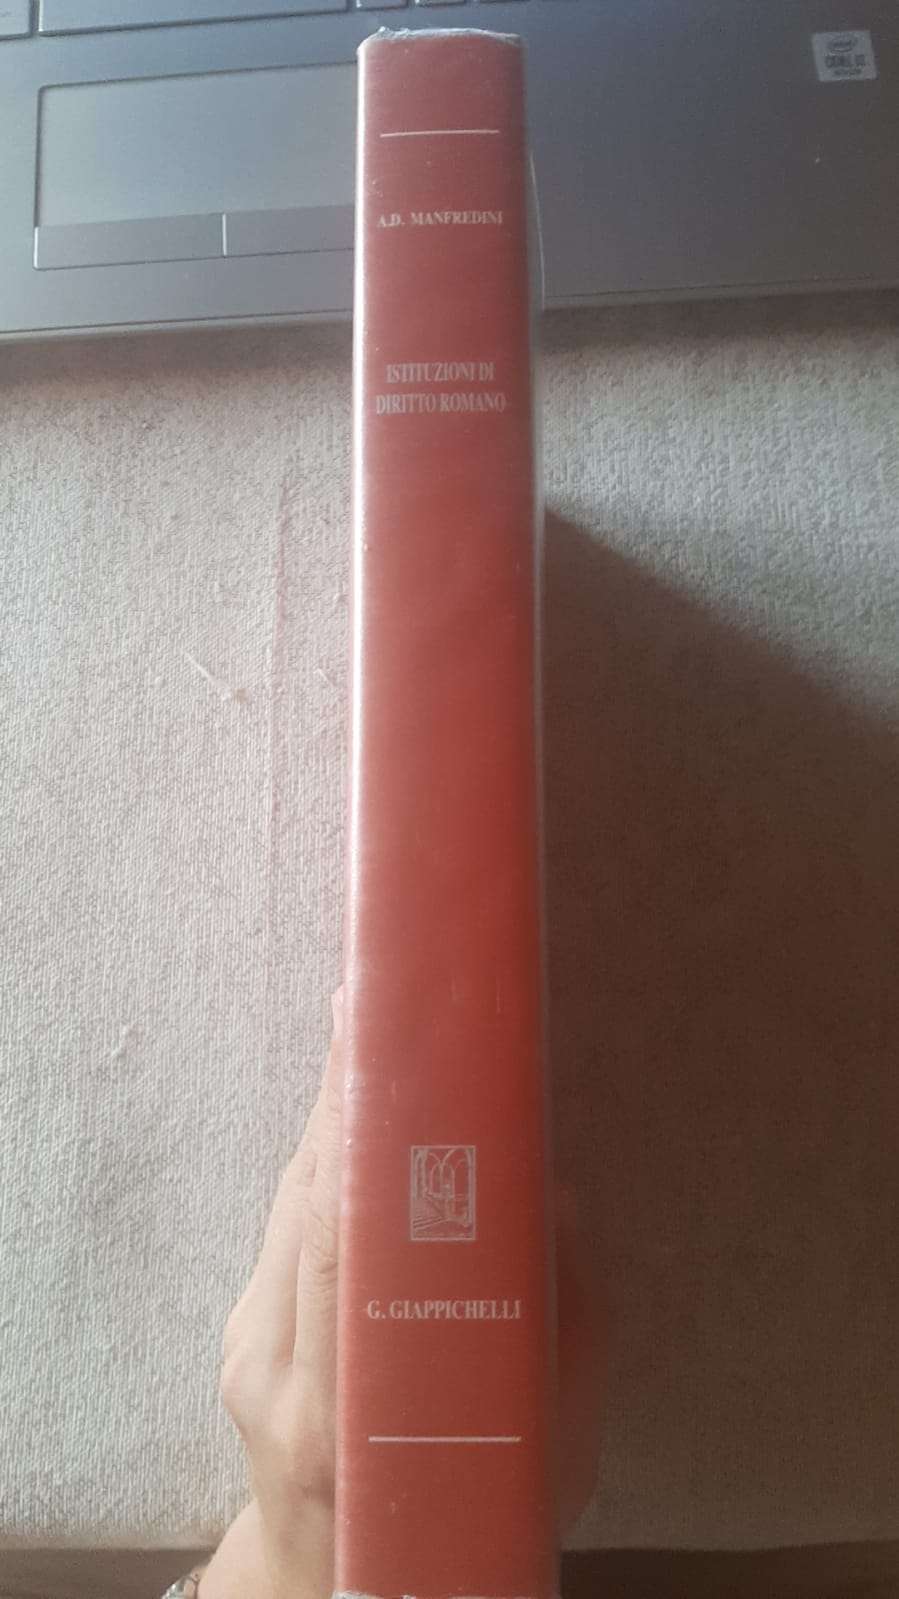 A.D. MANFREDINI
ISTITUZIONI DI
DIRITTO ROMANO
G. GIAPPICHELLI